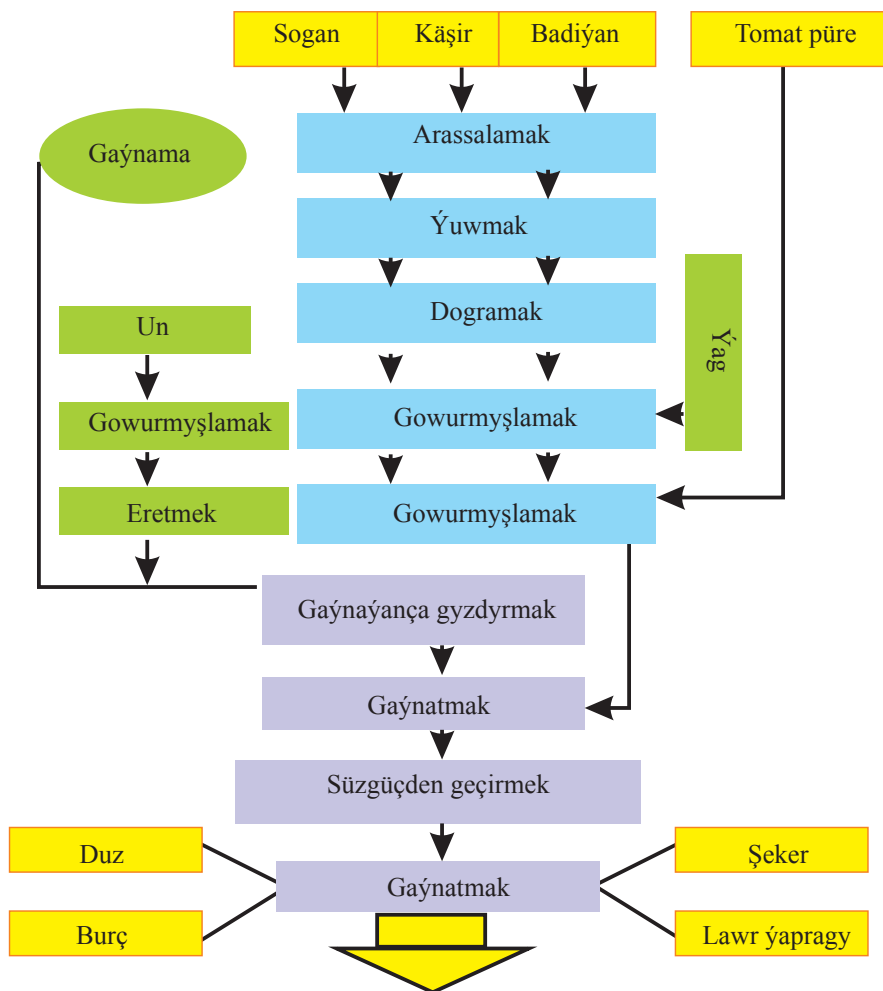 Sogan
Käşir
Badiýan
Tomat püre
Gaýnama
Arassalamak
Ýuwmak
Dogramak
Ýag
Un
Gowurmyşlamak
Gowurmyşlamak
Eretmek
Gowurmyşlamak
Gaýnaýança gyzdyrmak
Gaýnatmak
Süzgüçden geçirmek
Duz
Şeker
Gaýnatmak
Burç
Lawr ýapragy